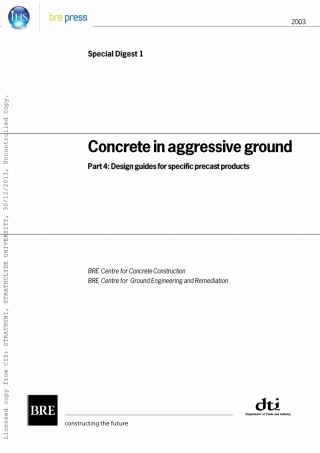 IHS
bre press
2003
Special Digest 1
Concrete in aggressive ground
Part 4: Design guides for specific precast products
BRE Centre for Concrete Construction
BRE Centre for Ground Engineering and Remediation
Licensed copy from CIS: STRATHUNI, STRATHCLYDE UNIVERSITY, 30/12/2013, Uncontrolled Copy.
BRE
constructing the future
dti
Department of Trade and Industry